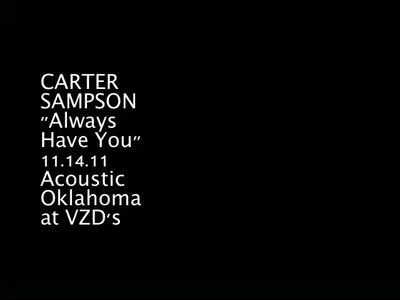 CARTER
SAMPSON
"Always
Have You"
11.14.11
Acoustic
Oklahoma
at VZD's